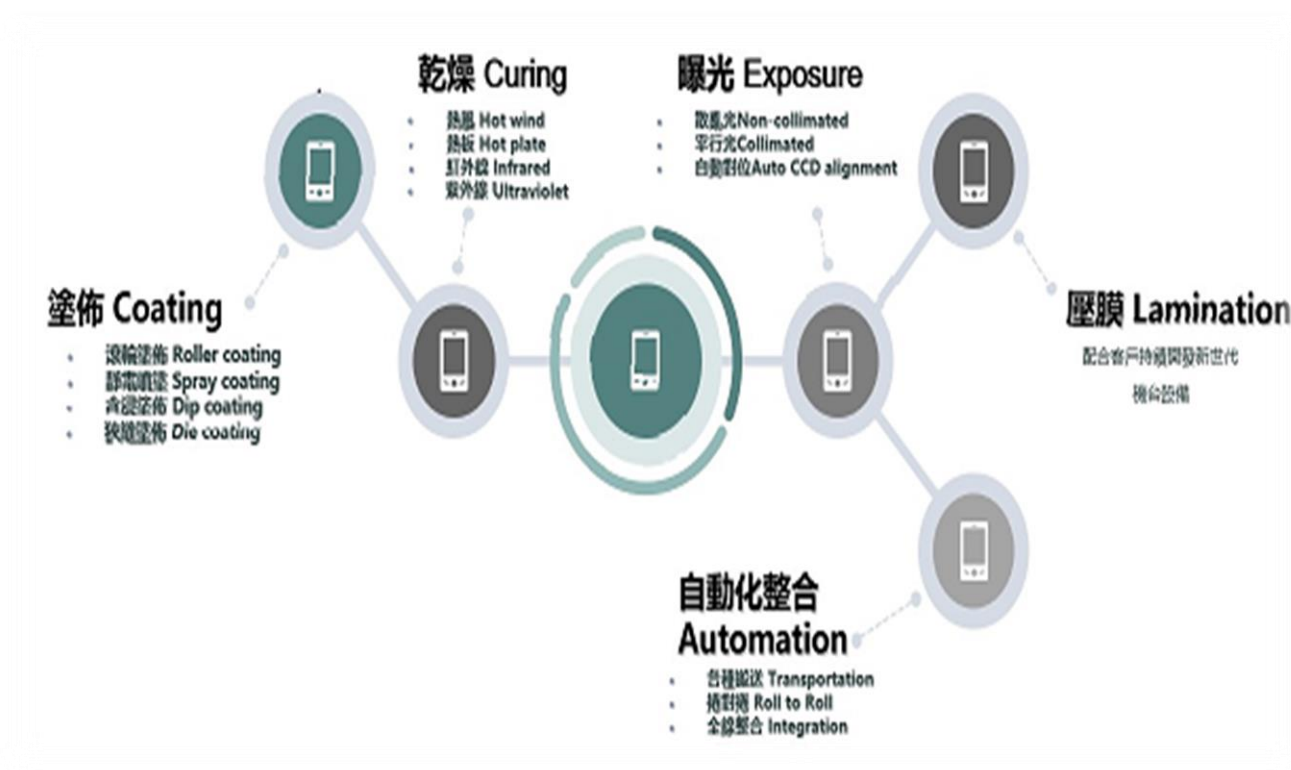 乾燥 Curing
熱風 Hot wind
熱板 Hot plate
紅外線 Infrared
紫外線 Ultraviolet
曝光 Exposure
散亂光Non-collimated
平行光Collimated
自動對位Auto CCD alignment
塗佈 Coating
滾輪塗佈 Roller coating
靜電噴塗 Spray coating
含浸塗佈 Dip coating
狹縫塗佈 Die coating
壓膜 Lamination
配合客戶持續開發新世代
機台設備
自動化整合
Automation
各種搬送 Transportation
捲對捲 Roll to Roll
全線整合 Integration